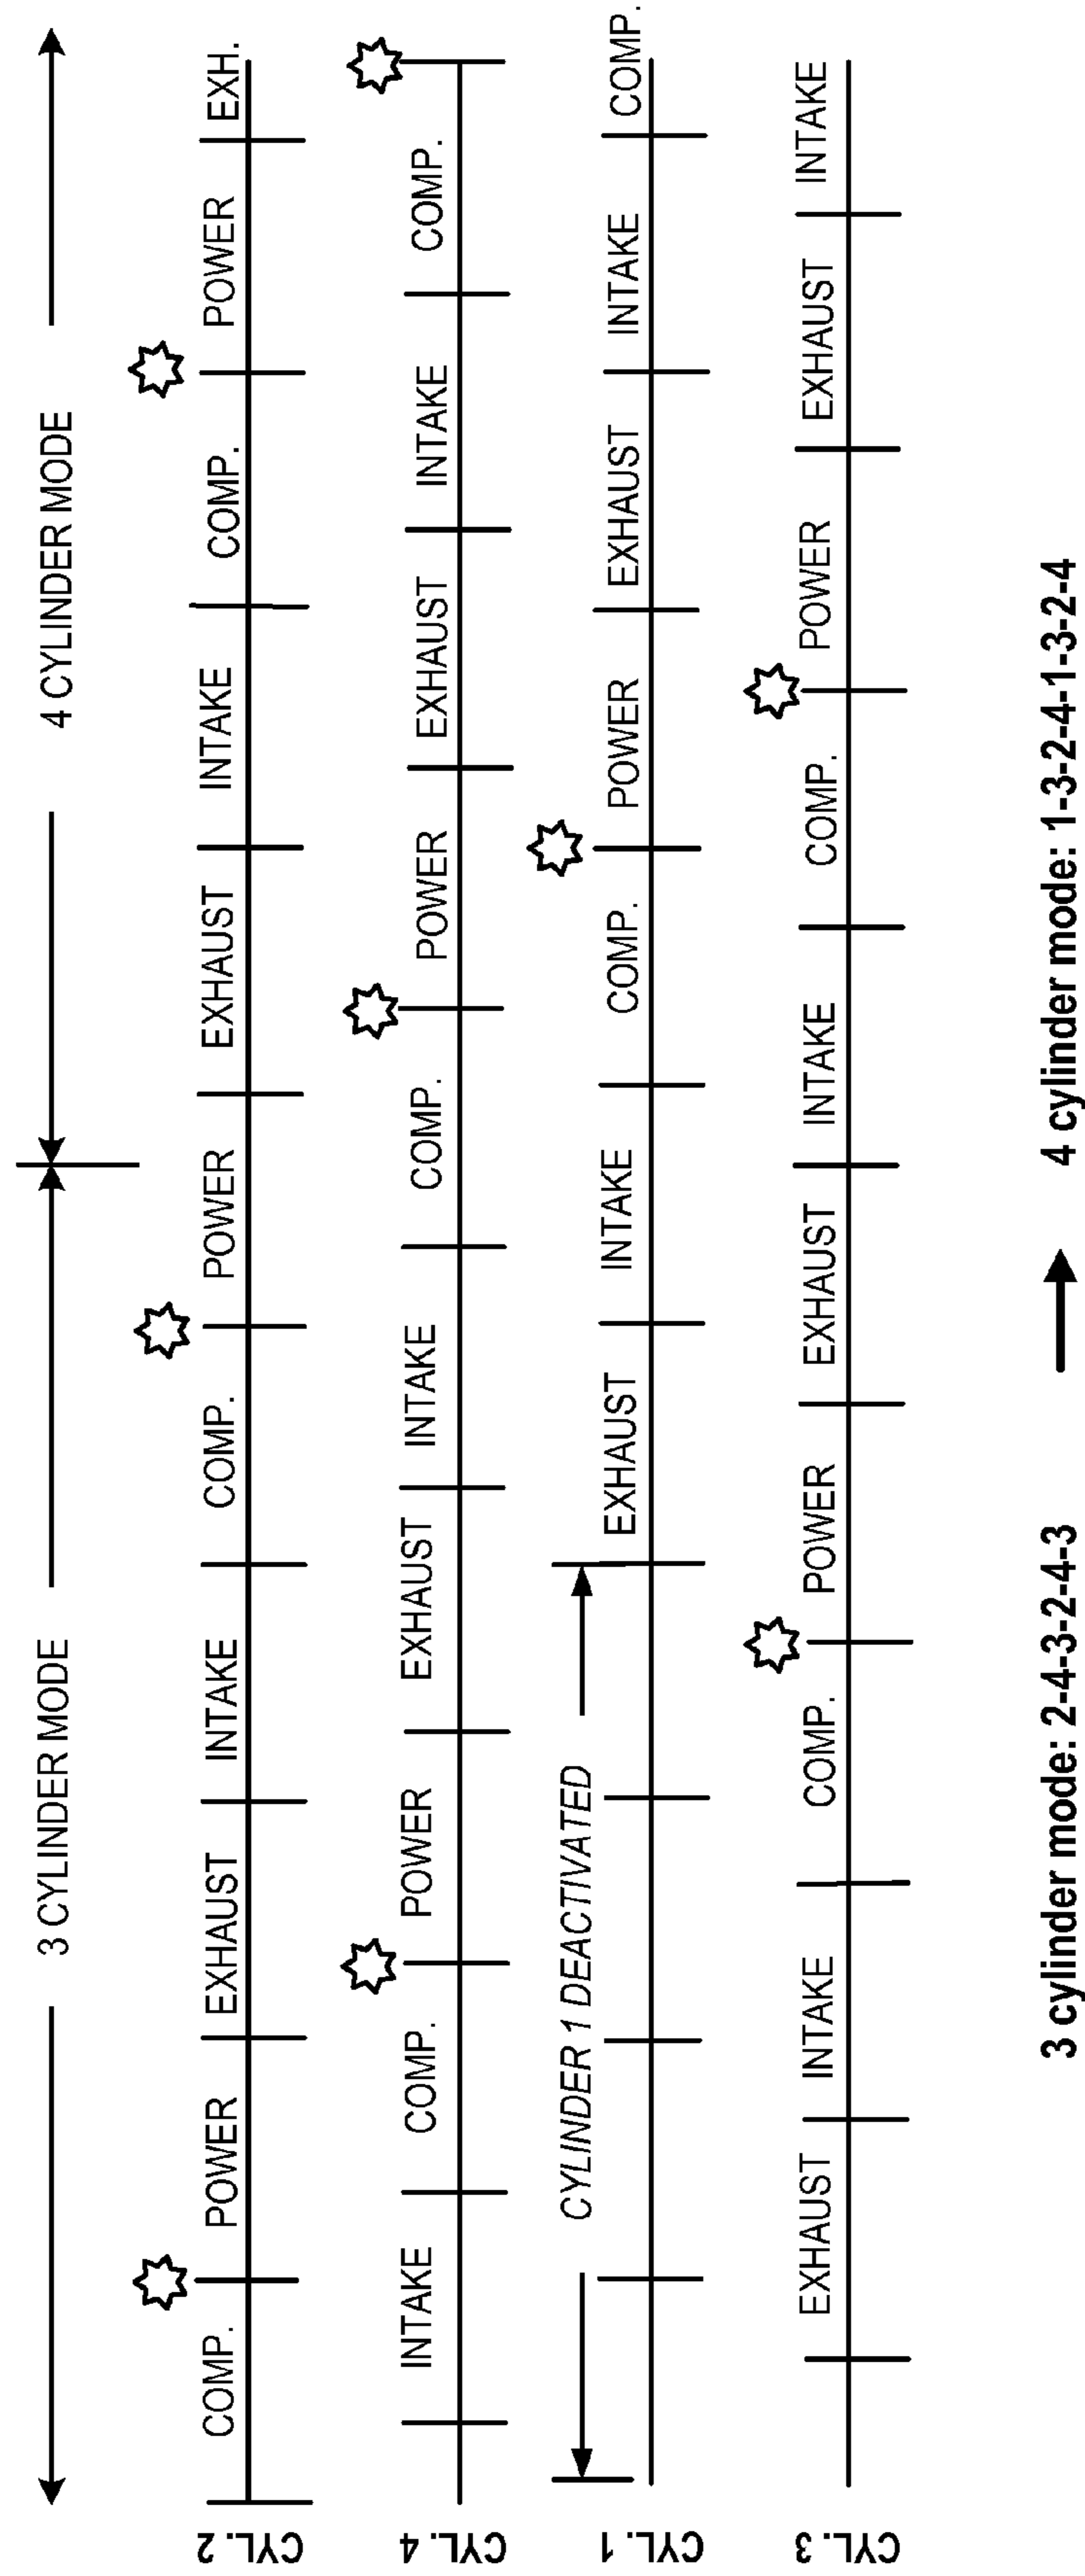 3 CYLINDER MODE
4 CYLINDER MODE
CYL. 2
COMP.
POWER
EXHAUST
INTAKE
COMP.
POWER
EXHAUST
INTAKE
COMP.
POWER
EXH.
CYL. 4
INTAKE
COMP.
POWER
EXHAUST
INTAKE
COMP.
POWER
EXHAUST
INTAKE
COMP.
CYL. 1
CYLINDER 1 DEACTIVATED
EXHAUST
INTAKE
COMP.
POWER
EXHAUST
INTAKE
COMP.
CYL. 3
EXHAUST
INTAKE
COMP.
POWER
EXHAUST
INTAKE
COMP.
POWER
EXHAUST
INTAKE
3 cylinder mode: 2-4-3-2-4-3
4 cylinder mode: 1-3-2-4-1-3-2-4